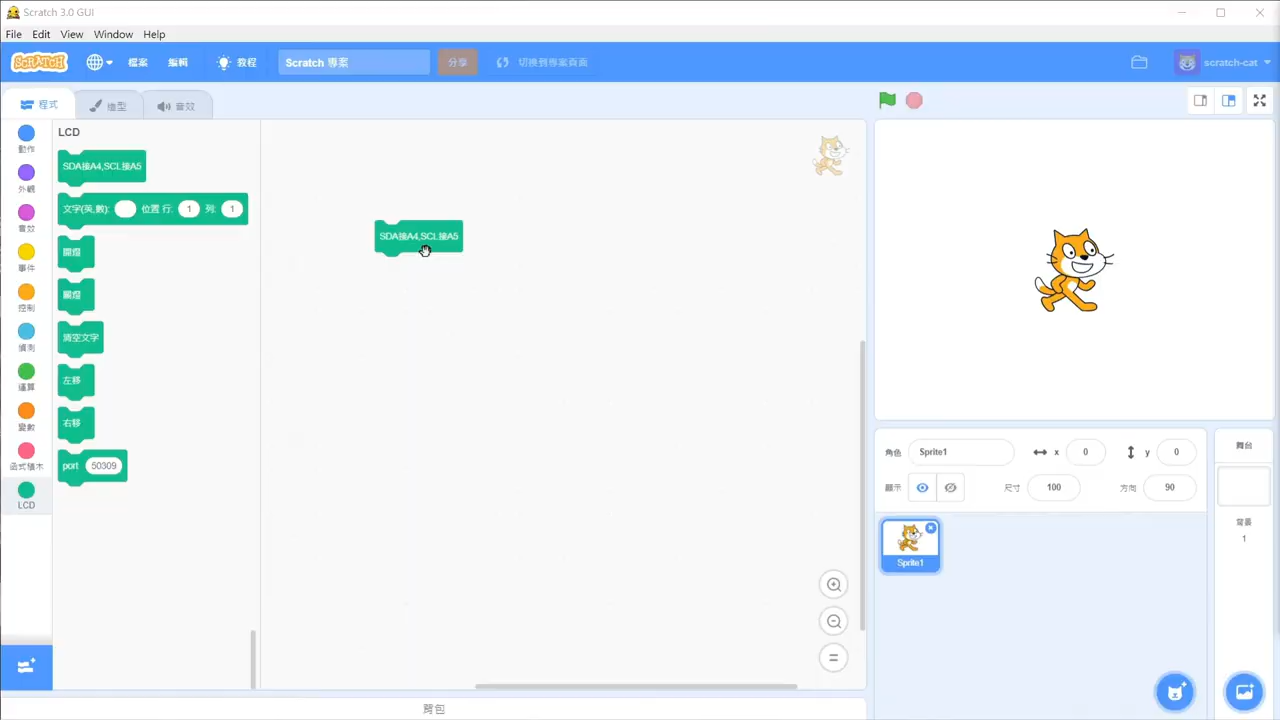 Scratch 3.0 GUI
File Edit View Window Help
SCRATCH 檔案 編輯 教程 Scratch 專案 分享 切換到專案頁面 scratch-cat
程式 造型 音效
動作
外觀
音效
事件
控制
偵測
運算
變數
函式積木
LCD
LCD
SDA接A4,SCL接A5
文字(英,數): 位置 行: 1 列: 1
開燈
關燈
清空文字
左移
右移
port 50309
SDA接A4,SCL接A5
角色 Sprite1 x 0 y 0
顯示 尺寸 100 方向 90
Sprite1
舞台
背景
1
背包